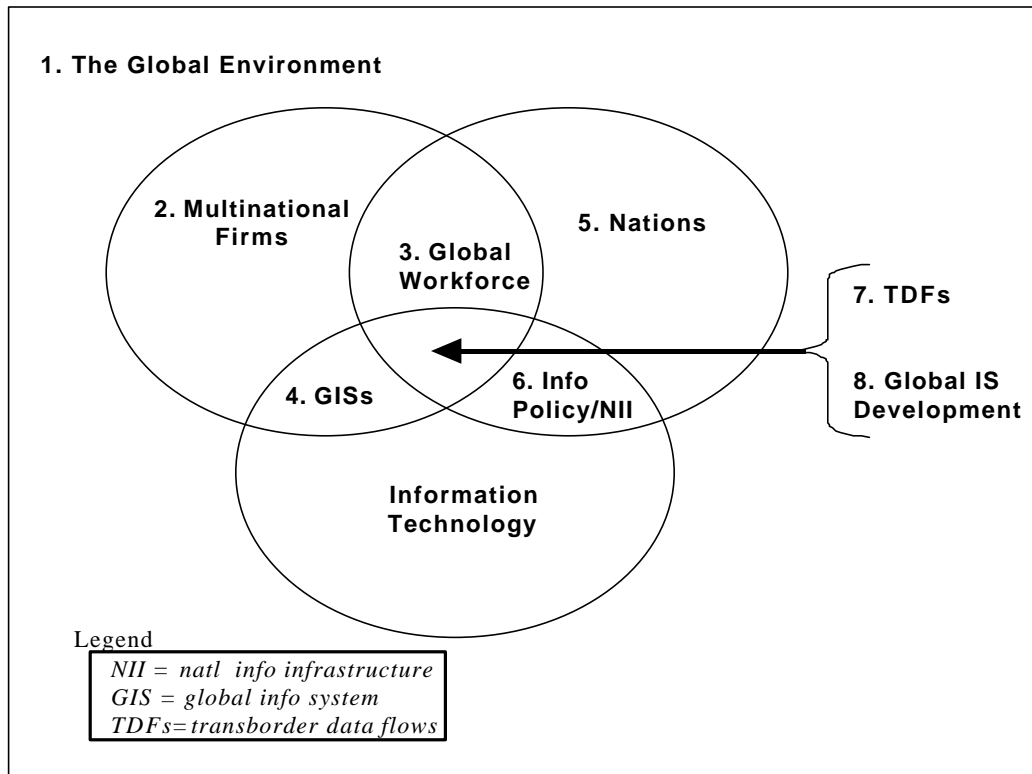 1. The Global Environment
2. Multinational
Firms
5. Nations
3. Global
Workforce
7. TDFs
4. GISs
6. Info
Policy/NII
8. Global IS
Development
Information
Technology
Legend
NII = natl info infrastructure
GIS = global info system
TDFs=transborder data flows